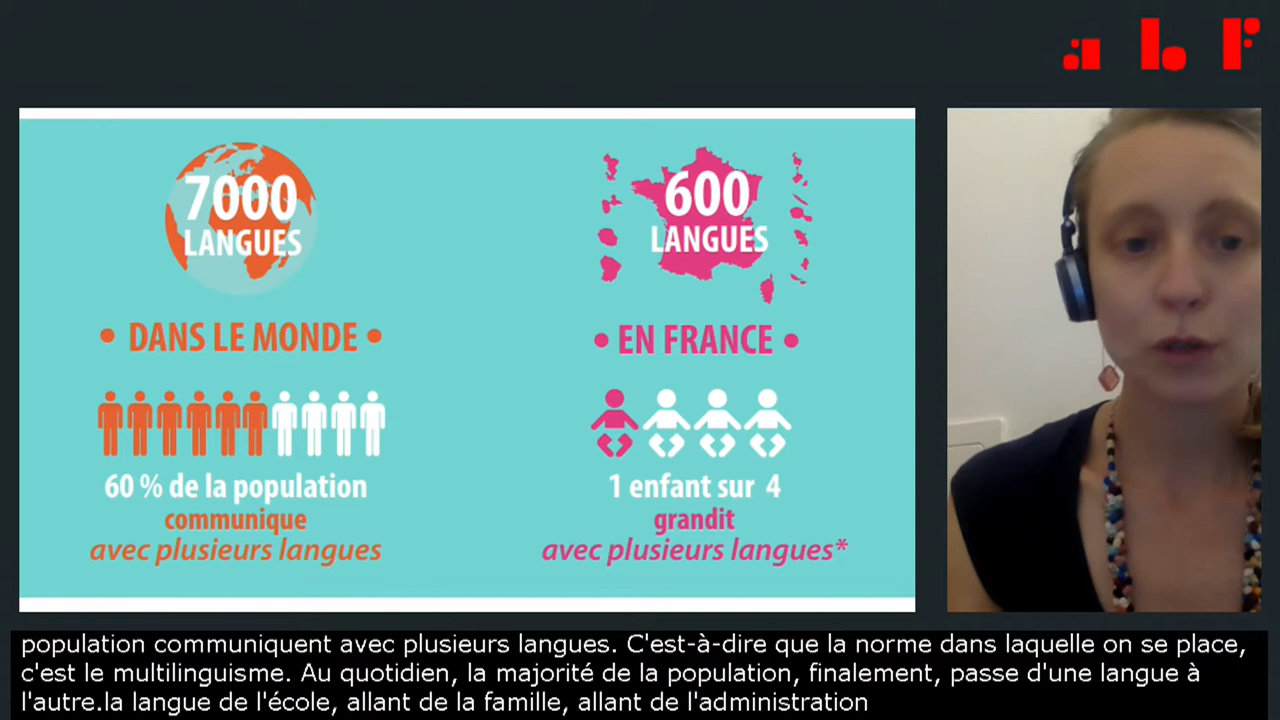 abf
7000
LANGUES
• DANS LE MONDE •
60 % de la population
communique
avec plusieurs langues
600
LANGUES
• EN FRANCE •
1 enfant sur 4
grandit
avec plusieurs langues*
population communiquent avec plusieurs langues. C'est-à-dire que la norme dans laquelle on se place,
c'est le multilinguisme. Au quotidien, la majorité de la population, finalement, passe d'une langue à
l'autre.la langue de l'école, allant de la famille, allant de l'administration